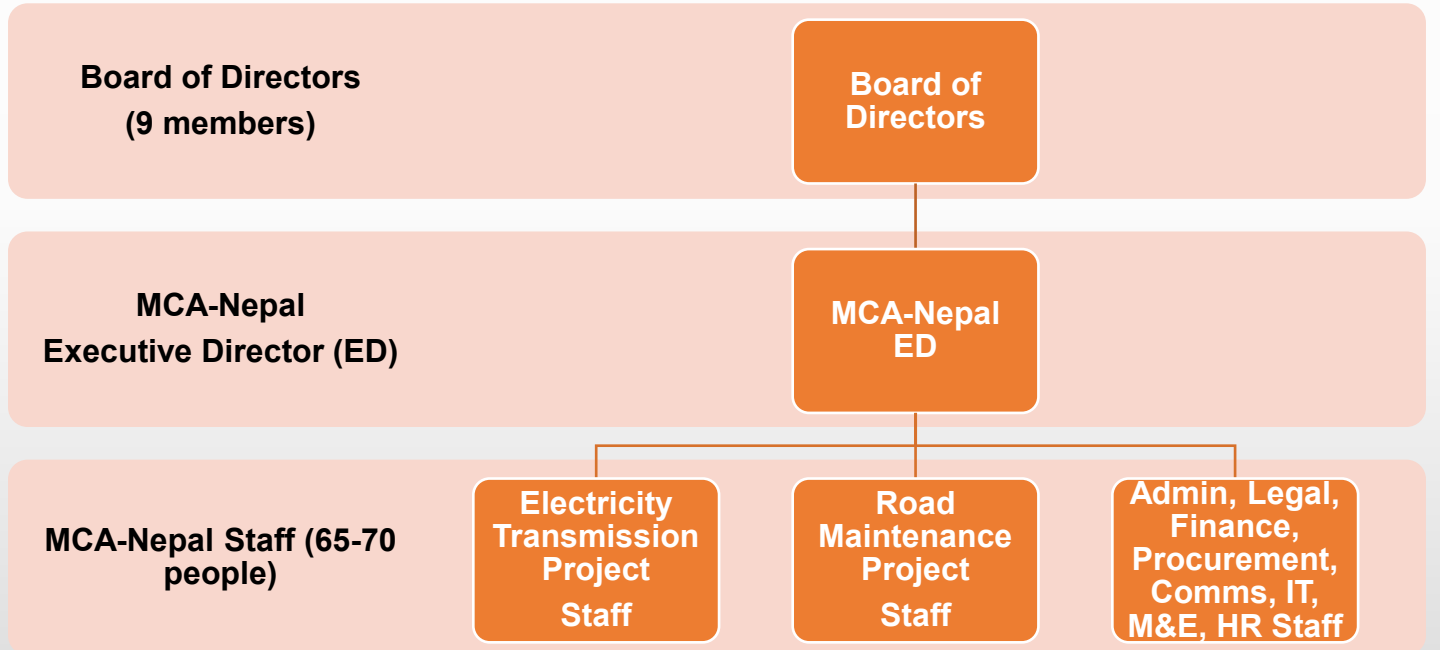 Board of Directors
(9 members)
Board of
Directors
MCA-Nepal
Executive Director (ED)
MCA-Nepal
ED
MCA-Nepal Staff (65-70
people)
Electricity
Transmission
Project
Staff
Road
Maintenance
Project
Staff
Admin, Legal,
Finance,
Procurement,
Comms, IT,
M&E, HR Staff